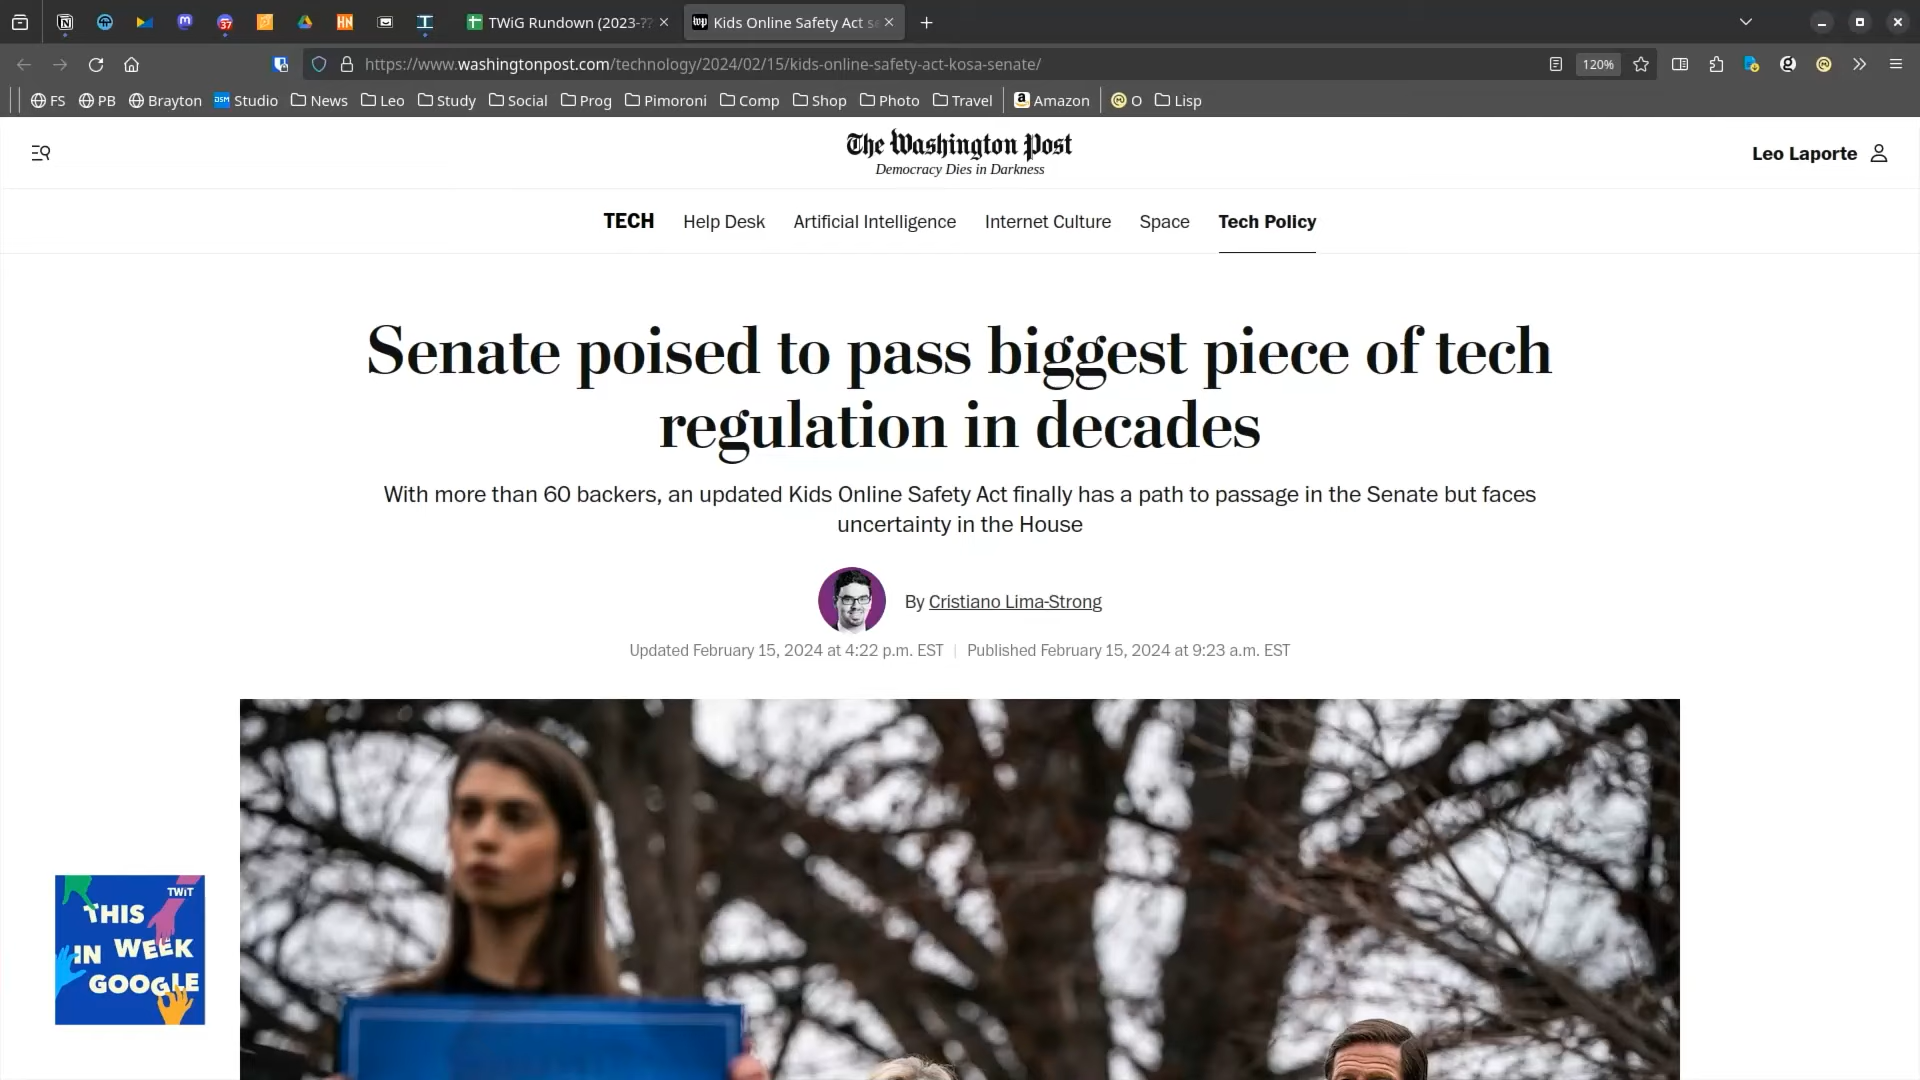 TWiG Rundown (2023-??
Kids Online Safety Act s
https://www.washingtonpost.com/technology/2024/02/15/kids-online-safety-act-kosa-senate/
120%
FS
PB
Brayton
DSM Studio
News
Leo
Study
Social
Prog
Pimoroni
Comp
Shop
Photo
Travel
Amazon
O
Lisp
The Washington Post
Democracy Dies in Darkness
Leo Laporte
TECH
Help Desk
Artificial Intelligence
Internet Culture
Space
Tech Policy
Senate poised to pass biggest piece of tech
regulation in decades
With more than 60 backers, an updated Kids Online Safety Act finally has a path to passage in the Senate but faces
uncertainty in the House
By Cristiano Lima-Strong
Updated February 15, 2024 at 4:22 p.m. EST | Published February 15, 2024 at 9:23 a.m. EST
TWiT
THIS
IN WEEK
GOOGLE